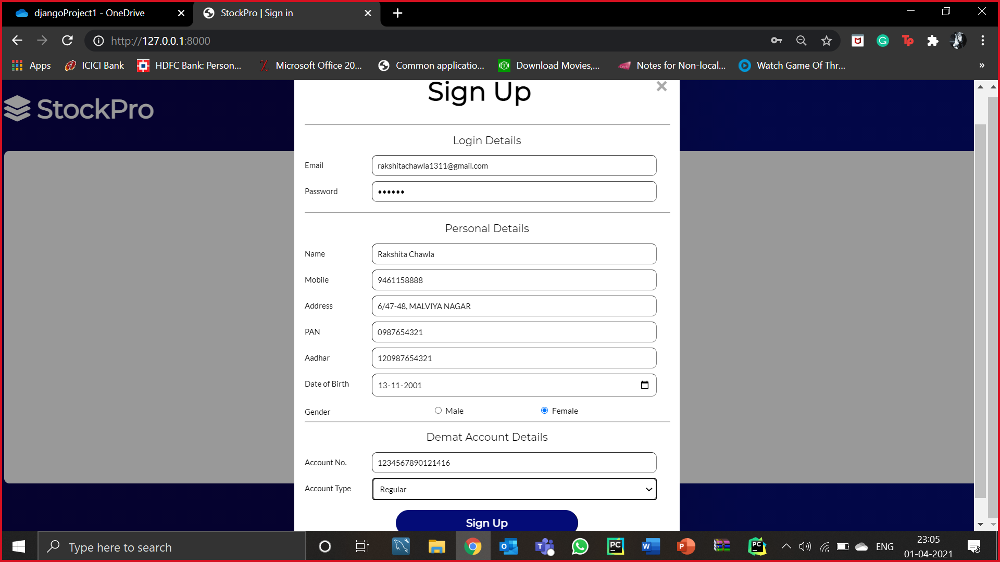 djangoProject1 - OneDrive
StockPro | Sign in
http://127.0.0.1:8000
Apps
ICICI Bank
HDFC Bank: Person...
Microsoft Office 20...
Common applicatio...
Download Movies,...
Notes for Non-local...
Watch Game Of Thr...
»
StockPro
Sign Up
Login Details
Email
rakshitachawla1311@gmail.com
Password
••••••
Personal Details
Name
Rakshita Chawla
Mobile
9461158888
Address
6/47-48, MALVIYA NAGAR
PAN
0987654321
Aadhar
120987654321
Date of Birth
13-11-2001
Gender
Male
Female
Demat Account Details
Account No.
1234567890121416
Account Type
Regular
Sign Up
Type here to search
ENG
23:05
01-04-2021